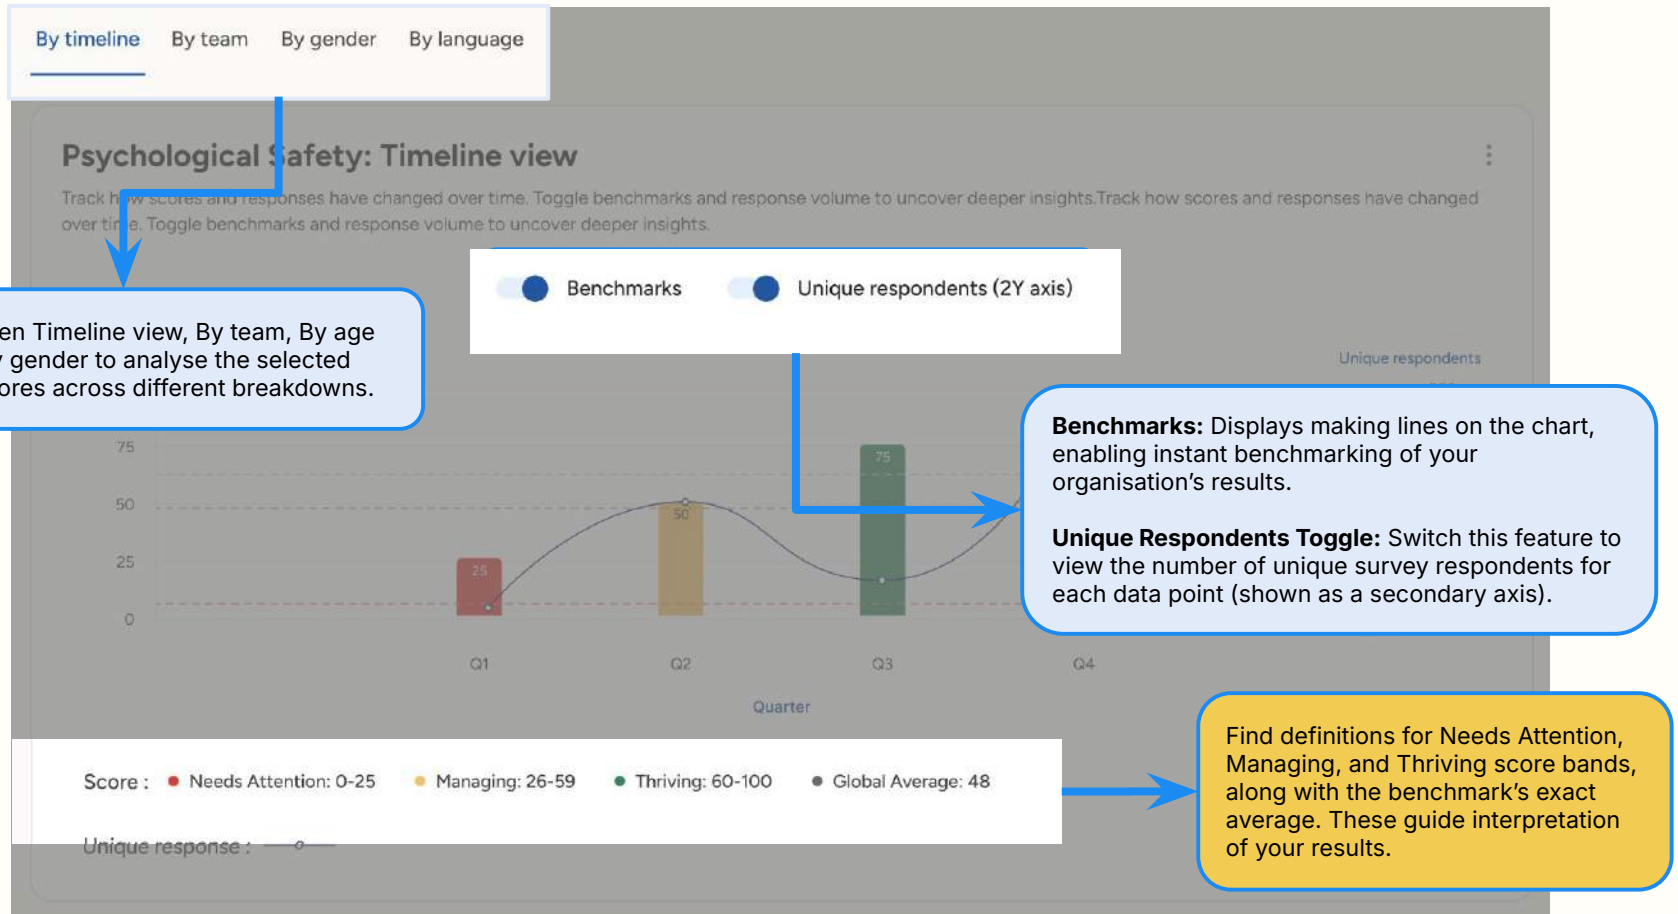 By timeline By team By gender By language
Psychological Safety: Timeline view
Track how scores and responses have changed over time. Toggle benchmarks and response volume to uncover deeper insights.Track how scores and responses have changed
over time. Toggle benchmarks and response volume to uncover deeper insights.
Benchmarks Unique respondents (2Y axis)
en Timeline view, By team, By age
gender to analyse the selected
ores across different breakdowns.
Unique respondents
Benchmarks: Displays making lines on the chart,
enabling instant benchmarking of your
organisation’s results.
Unique Respondents Toggle: Switch this feature to
view the number of unique survey respondents for
each data point (shown as a secondary axis).
75
50
25
0
25
50
75
Q1 Q2 Q3 Q4
Quarter
Score : Needs Attention: 0-25 Managing: 26-59 Thriving: 60-100 Global Average: 48
Unique response :
Find definitions for Needs Attention,
Managing, and Thriving score bands,
along with the benchmark’s exact
average. These guide interpretation
of your results.